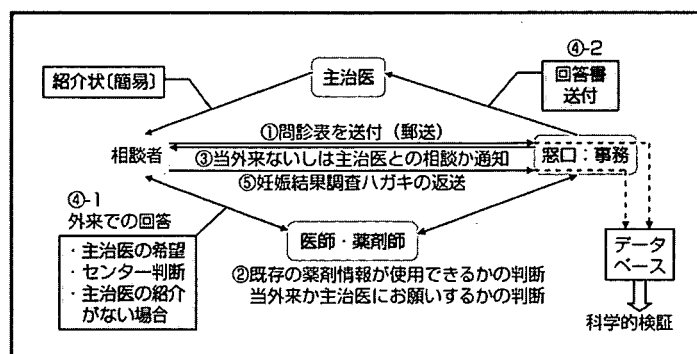 ④-2
紹介状〔簡易〕
主治医
回答書
送付
①問診表を送付（郵送）
相談者
③当外来ないしは主治医との相談か通知
窓口：事務
⑤妊娠結果調査ハガキの返送
④-1
外来での回答
・主治医の希望
・センター判断
・主治医の紹介
がない場合
医師・薬剤師
②既存の薬剤情報が使用できるかの判断
当外来か主治医にお願いするかの判断
データ
ベース
科学的検証